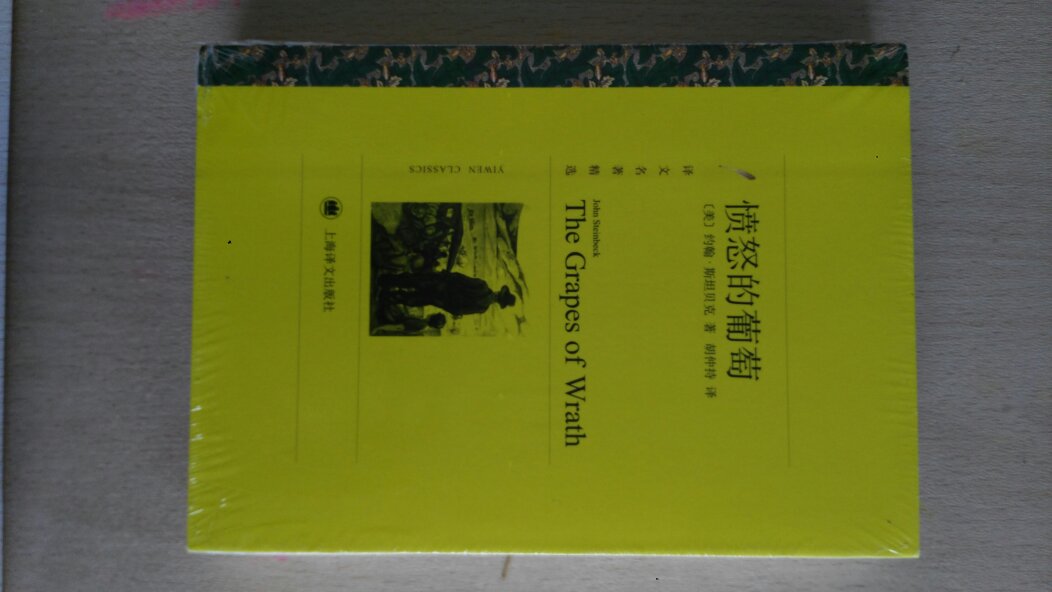 愤怒的葡萄
〔美〕约翰·斯坦贝克 著 胡仲持 译
译文名著精选
John Steinbeck
The Grapes of Wrath
YIWEN CLASSICS
上海译文出版社